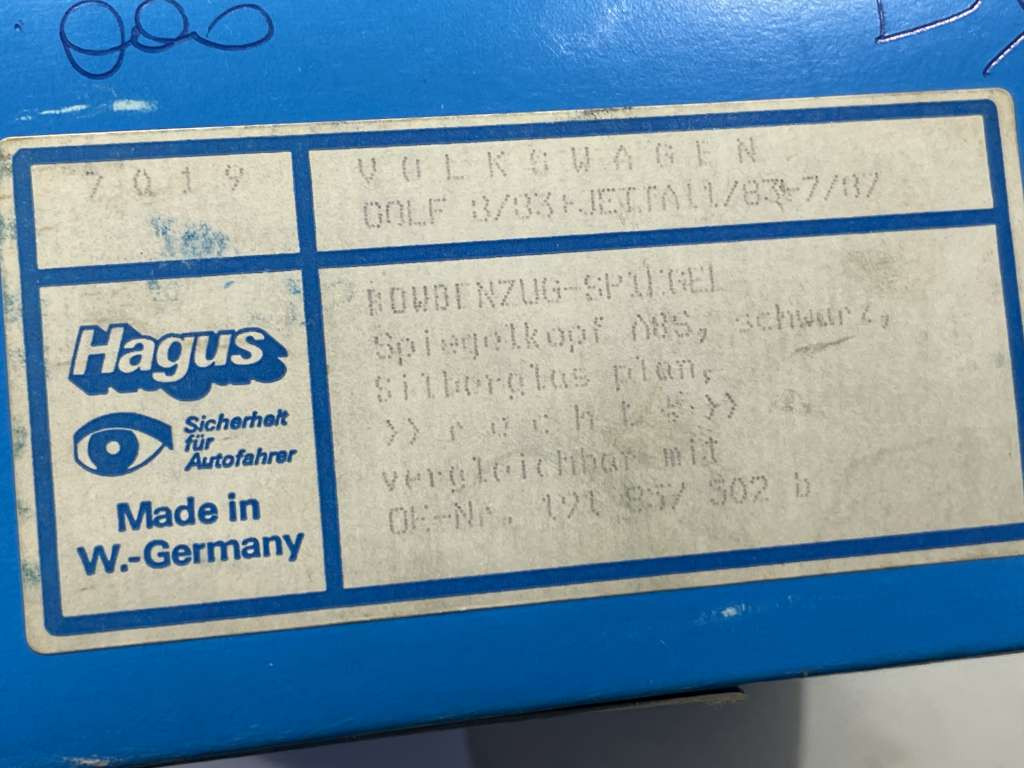 7019
VOLKSWAGEN
GOLF 8/83+JETTA11/83+7/87
Hagus
Sicherheit
für
Autofahrer
Made in
W.-Germany
BOWDENZUG-SPIEGEL
Spiegelkopf ABS, schwarz,
Silberglas plan,
>> rechts >>
vergleichbar mit
OE-Nr. 191 857 502 b